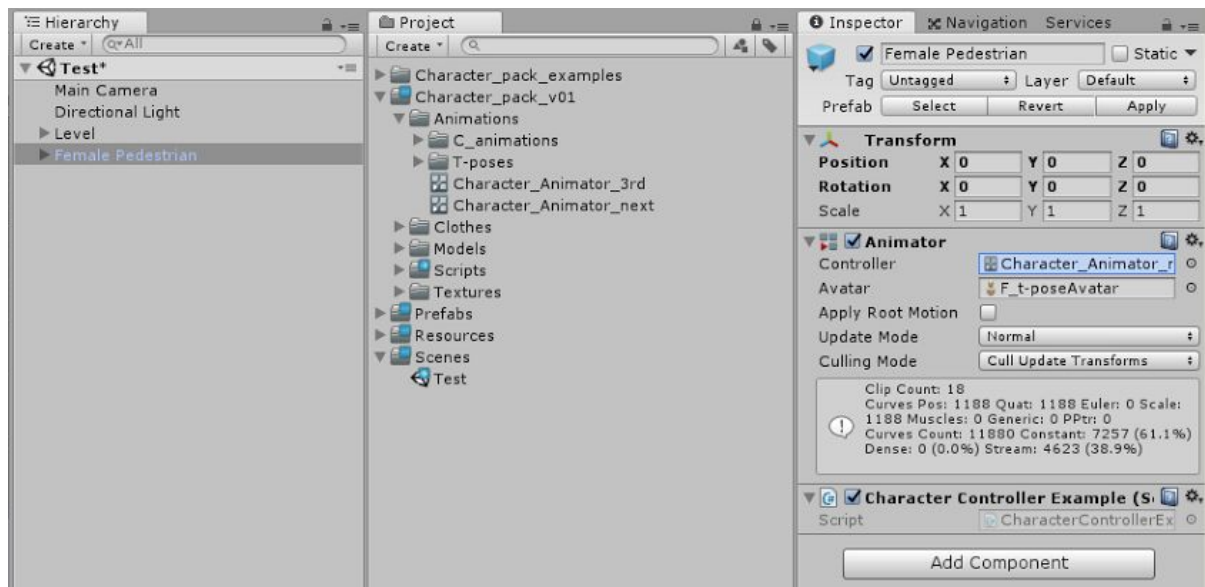 Hierarchy
Create
All
Test*
Main Camera
Directional Light
Level
Female Pedestrian
Project
Create
Character_pack_examples
Character_pack_v01
Animations
C_animations
T-poses
Character_Animator_3rd
Character_Animator_next
Clothes
Models
Scripts
Textures
Prefabs
Resources
Scenes
Test
Inspector Navigation Services
Female Pedestrian Static
Tag Untagged Layer Default
Prefab Select Revert Apply
Transform
Position X 0 Y 0 Z 0
Rotation X 0 Y 0 Z 0
Scale X 1 Y 1 Z 1
Animator
Controller Character_Animator_r
Avatar F_t-poseAvatar
Apply Root Motion
Update Mode Normal
Culling Mode Cull Update Transforms
Clip Count: 18
Curves Pos: 1188 Quat: 1188 Euler: 0 Scale:
1188 Muscles: 0 Generic: 0 PPtr: 0
Curves Count: 11880 Constant: 7257 (61.1%)
Dense: 0 (0.0%) Stream: 4623 (38.9%)
Character Controller Example (S
Script CharacterControllerEx
Add Component